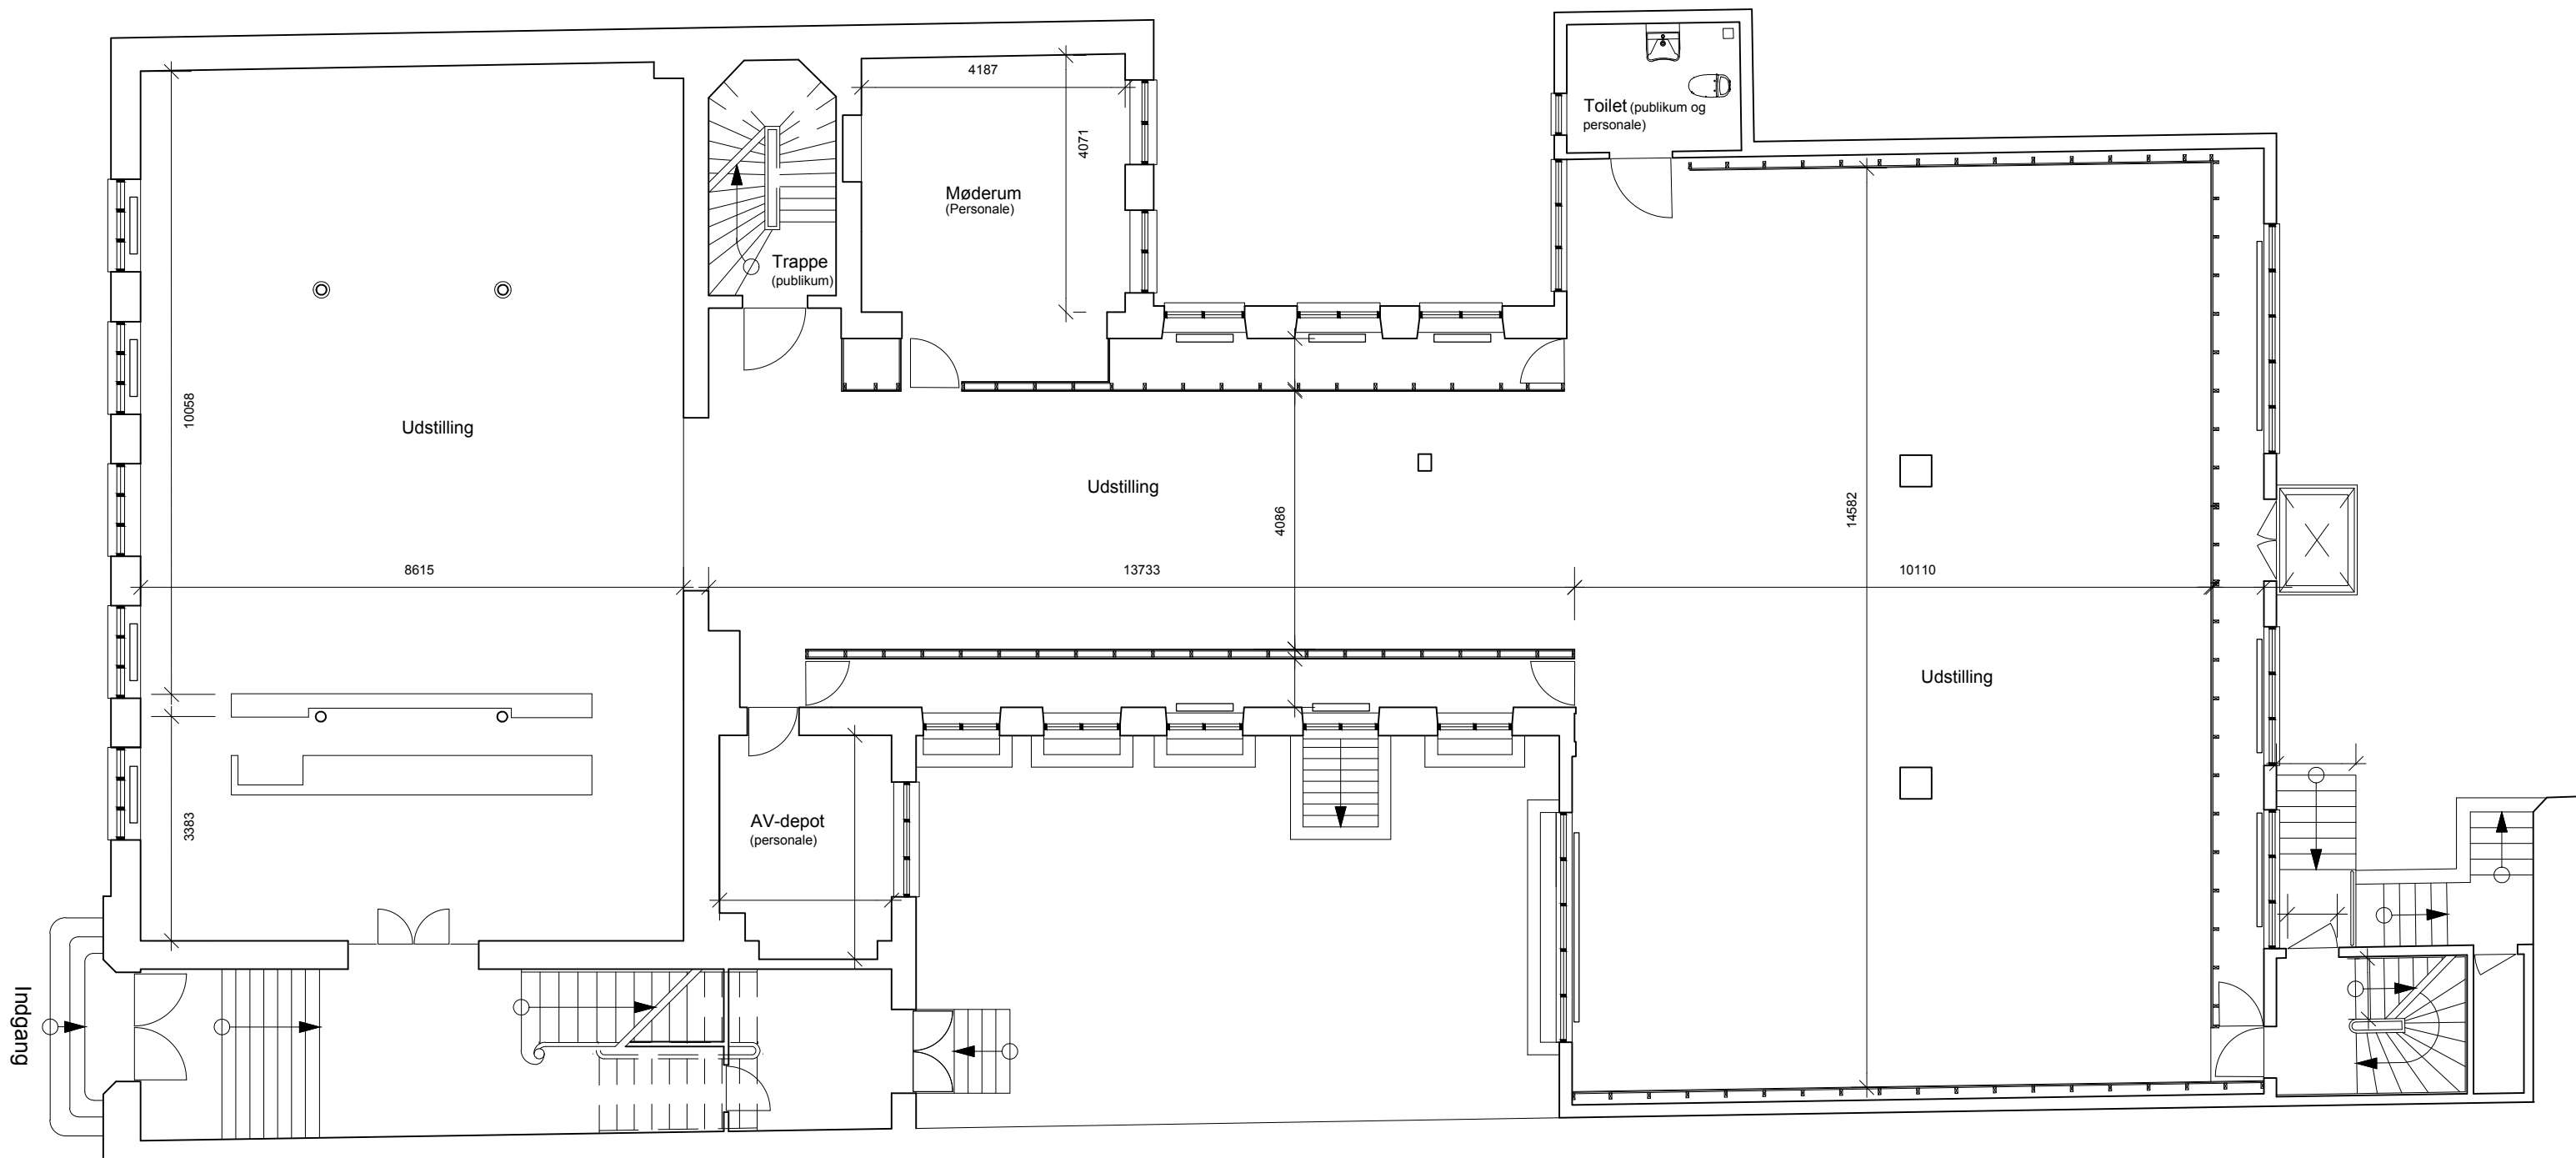 4187
4071
Toilet (publikum og
personale)
Møderum
(Personale)
Trappe
(publikum)
10058
Udstilling
Udstilling
4086
14582
8615
13733
10110
Udstilling
3383
AV-depot
(personale)
Indgang